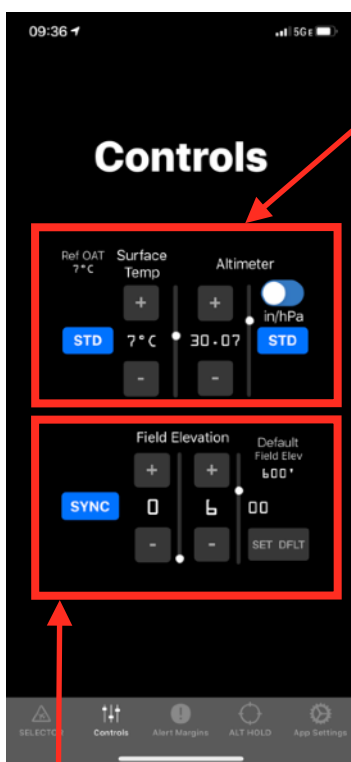 09:36
5G E
Controls
Ref OAT
7°C
Surface
Temp
Altimeter
+
+
in/hPa
STD
7°C
30.07
STD
-
-
Field Elevation
Default
Field Elev
600'
+
+
SYNC
0
6
00
-
-
SET DFLT
SELECTOR
Controls
Alert Margins
ALT HOLD
App Settings